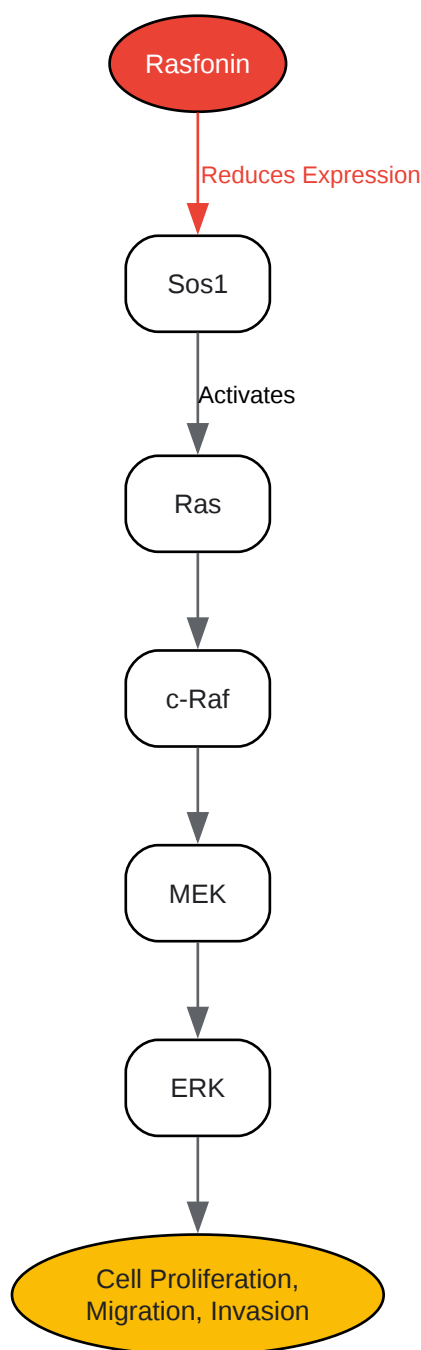 Rasfonin
Reduces Expression
Sos1
Activates
Ras
c-Raf
MEK
ERK
Cell Proliferation,
Migration, Invasion